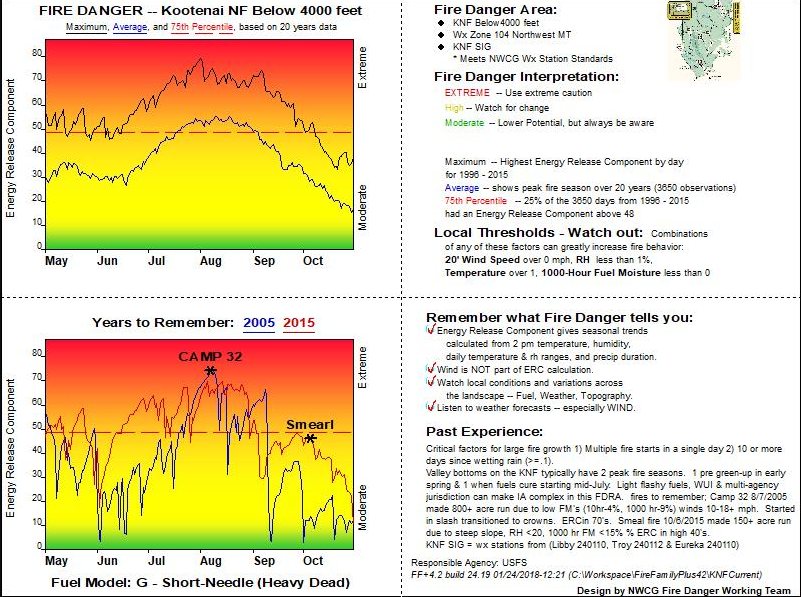 FIRE DANGER -- Kootenai NF Below 4000 feet
Maximum, Average, and 75th Percentile, based on 20 years data
Energy Release Component
80
70
60
50
40
30
20
10
0
May Jun Jul Aug Sep Oct
Extreme
Moderate
Fire Danger Area:
◆ KNF Below4000 feet
◆ Wx Zone 104 Northwest MT
◆ KNF SIG
* Meets NWCG Wx Station Standards
Fire Danger Interpretation:
EXTREME -- Use extreme caution
High -- Watch for change
Moderate -- Lower Potential, but always be aware
Maximum -- Highest Energy Release Component by day
for 1996 - 2015
Average -- shows peak fire season over 20 years (3650 observations)
75th Percentile -- 25% of the 3650 days from 1996 - 2015
had an Energy Release Component above 48
Local Thresholds - Watch out: Combinations
of any of these factors can greatly increase fire behavior:
20' Wind Speed over 0 mph, RH less than 1%,
Temperature over 1, 1000-Hour Fuel Moisture less than 0
Years to Remember: 2005 2015
Energy Release Component
80
70
60
50
40
30
20
10
0
CAMP 32
Smearl
May Jun Jul Aug Sep Oct
Extreme
Moderate
Fuel Model: G - Short-Needle (Heavy Dead)
Remember what Fire Danger tells you:
Energy Release Component gives seasonal trends
calculated from 2 pm temperature, humidity,
daily temperature & rh ranges, and precip duration.
Wind is NOT part of ERC calculation.
Watch local conditions and variations across
the landscape -- Fuel, Weather, Topography.
Listen to weather forecasts -- especially WIND.
Past Experience:
Critical factors for large fire growth 1) Multiple fire starts in a single day 2) 10 or more
days since wetting rain (>=.1).
Valley bottoms on the KNF typically have 2 peak fire seasons. 1 pre green-up in early
spring & 1 when fuels cure starting mid-July. Light flashy fuels, WUI & multi-agency
jurisdiction can make IA complex in this FDRA. fires to remember; Camp 32 8/7/2005
made 800+ acre run due to low FM's (10hr-4%, 1000 hr-9%) winds 10-18+ mph. Started
in slash transitioned to crowns. ERCin 70's. Smeal fire 10/6/2015 made 150+ acre run
due to steep slope, RH <20, 1000 hr FM <15% % ERC in high 40's.
KNF SIG = wx stations from (Libby 240110, Troy 240112 & Eureka 240110)
Responsible Agency: USFS
FF+4.2 build 24.19 01/24/2018-12:21 (C:\Workspace\FireFamilyPlus42\KNFCurrent)
Design by NWCG Fire Danger Working Team